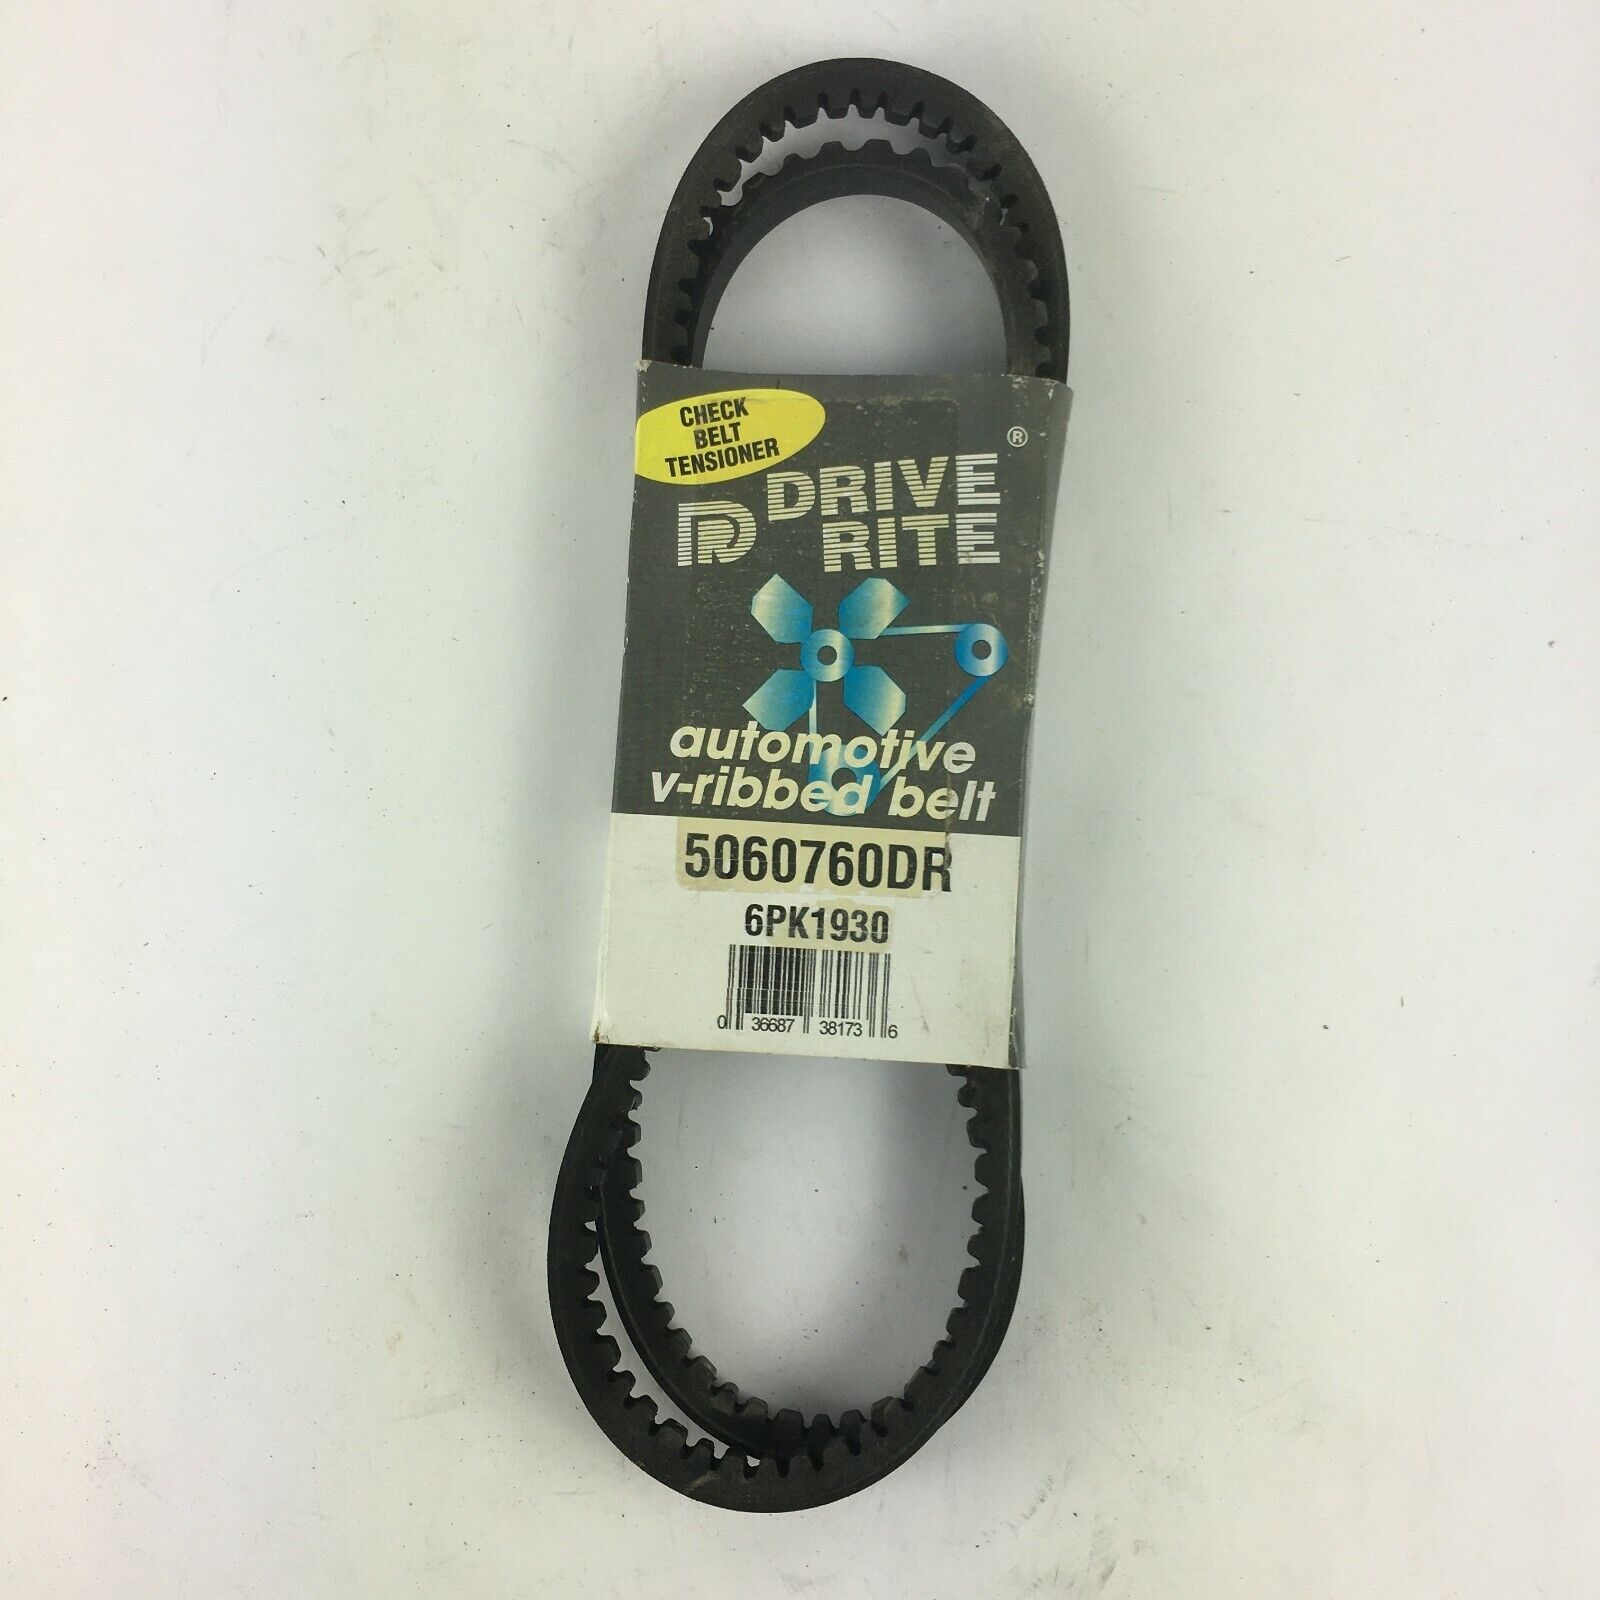 CHECK
BELT
TENSIONER
®
DRIVE
RITE
automotive
v-ribbed belt
5060760DR
6PK1930
0 36687 38173 6